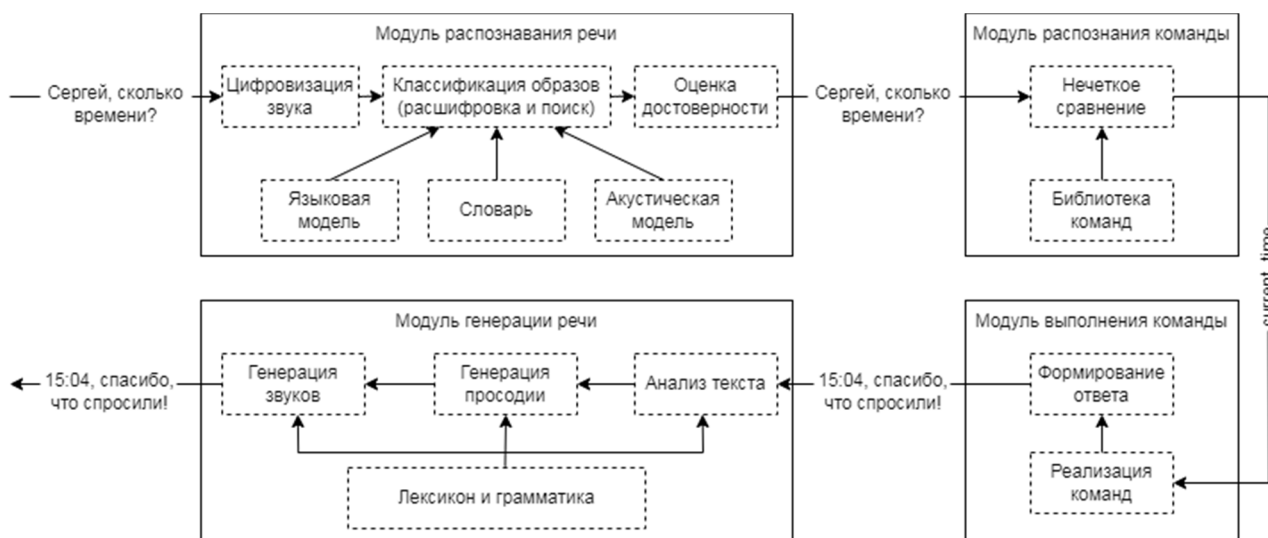 Модуль распознавания речи
Модуль распознания команды
Сергей, сколько
времени?
Цифровизация
звука
Классификация образов
(расшифровка и поиск)
Оценка
достоверности
Сергей, сколько
времени?
Нечеткое
сравнение
Языковая
модель
Словарь
Акустическая
модель
Библиотека
команд
current_time
Модуль генерации речи
Модуль выполнения команды
15:04, спасибо,
что спросили!
Генерация
звуков
Генерация
просодии
Анализ текста
15:04, спасибо,
что спросили!
Формирование
ответа
Лексикон и грамматика
Реализация
команд